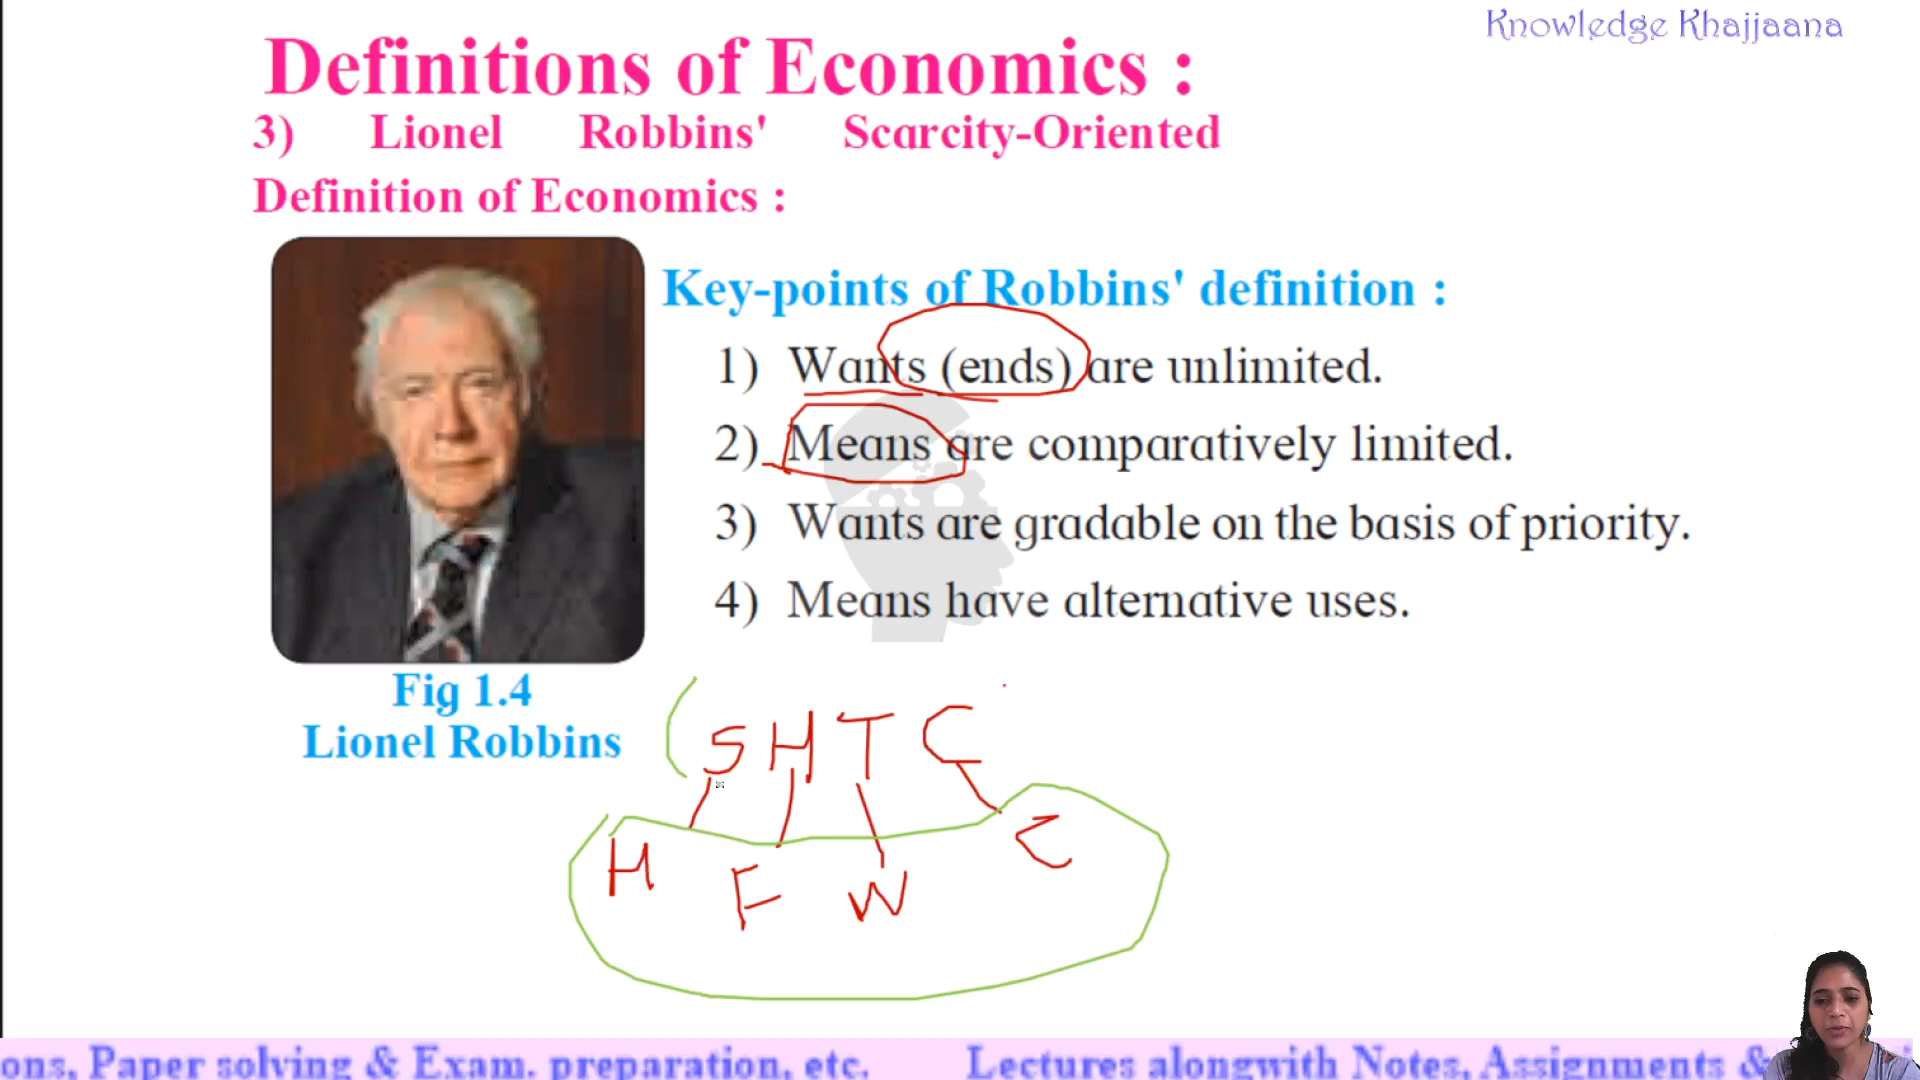 Knowledge Khajjaana
Definitions of Economics :
3) Lionel Robbins' Scarcity-Oriented
Definition of Economics :
Key-points of Robbins' definition :
1) Wants (ends) are unlimited.
2) Means are comparatively limited.
3) Wants are gradable on the basis of priority.
4) Means have alternative uses.
Fig 1.4
Lionel Robbins
S H T C
H F W
ons, Paper solving & Exam. preparation, etc. Lectures alongwith Notes, Assignments &